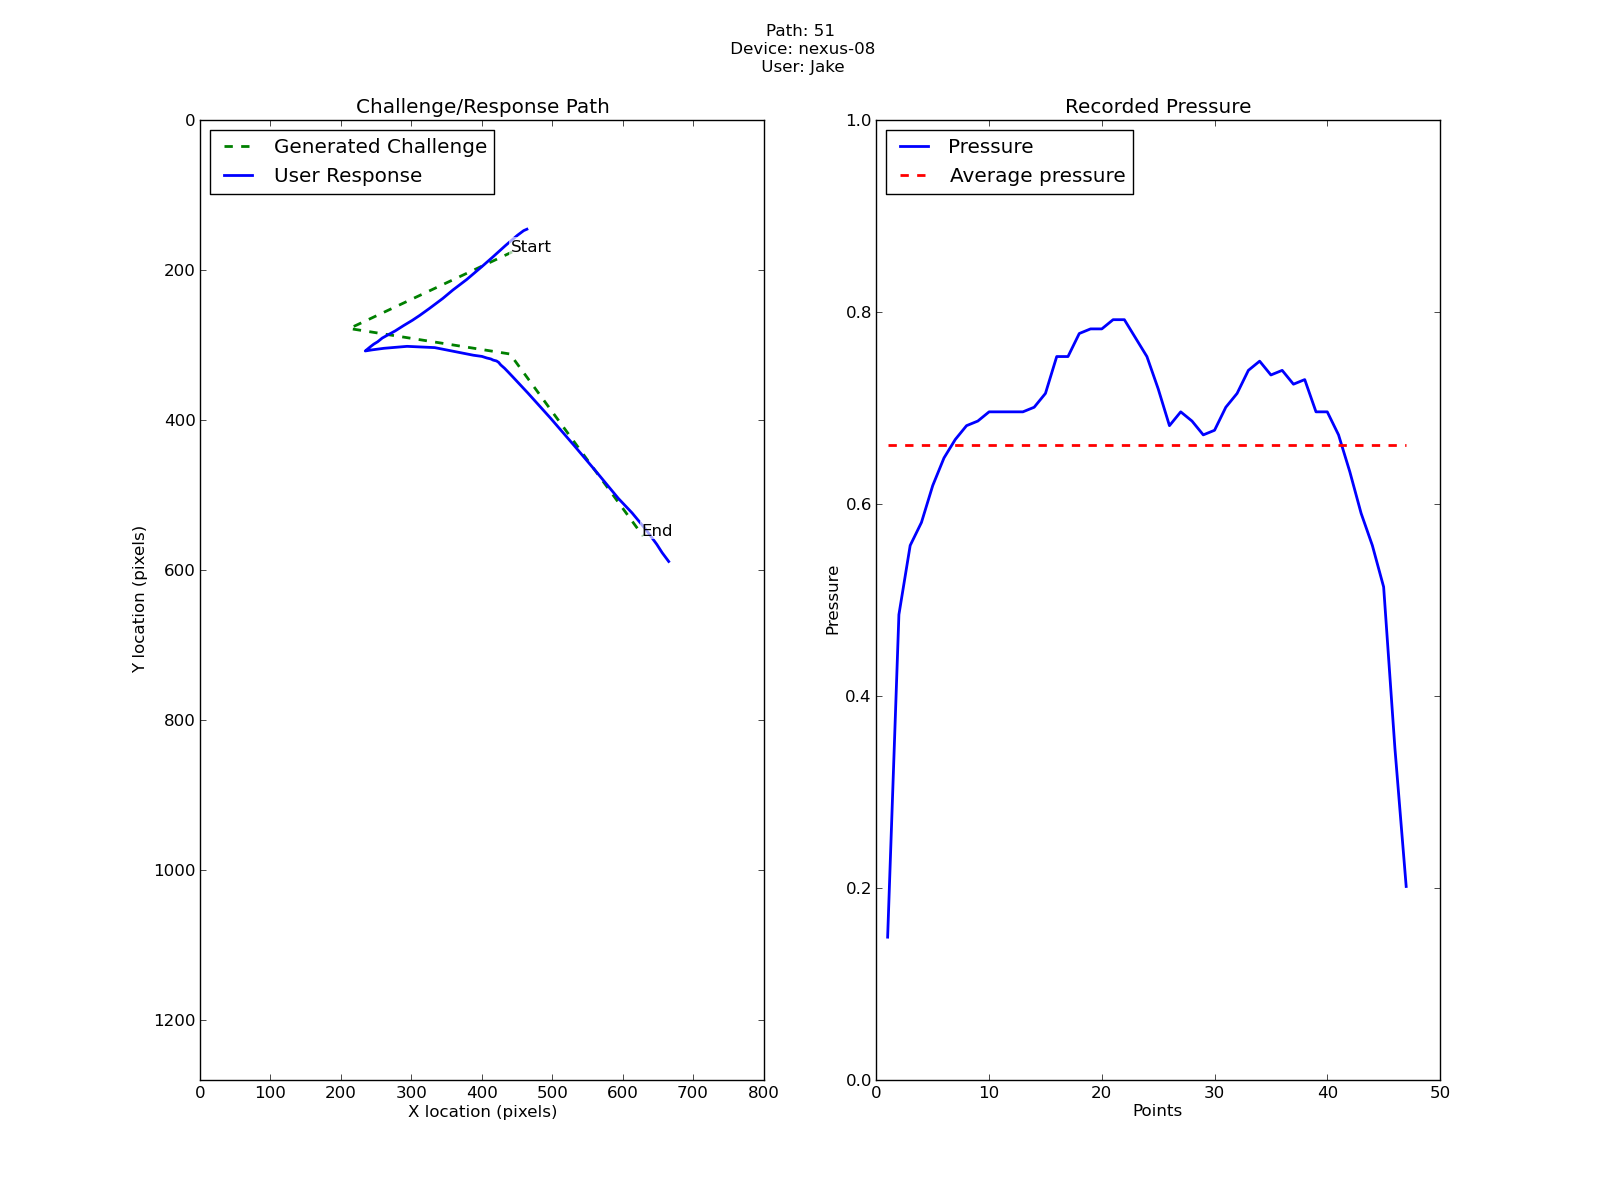 Path: 51
Device: nexus-08
User: Jake
Challenge/Response Path
Generated Challenge
User Response
Start
End
0
200
400
600
800
1000
1200
Y location (pixels)
0 100 200 300 400 500 600 700 800
X location (pixels)
Recorded Pressure
Pressure
Average pressure
1.0
0.8
0.6
0.4
0.2
0.0
Pressure
0 10 20 30 40 50
Points